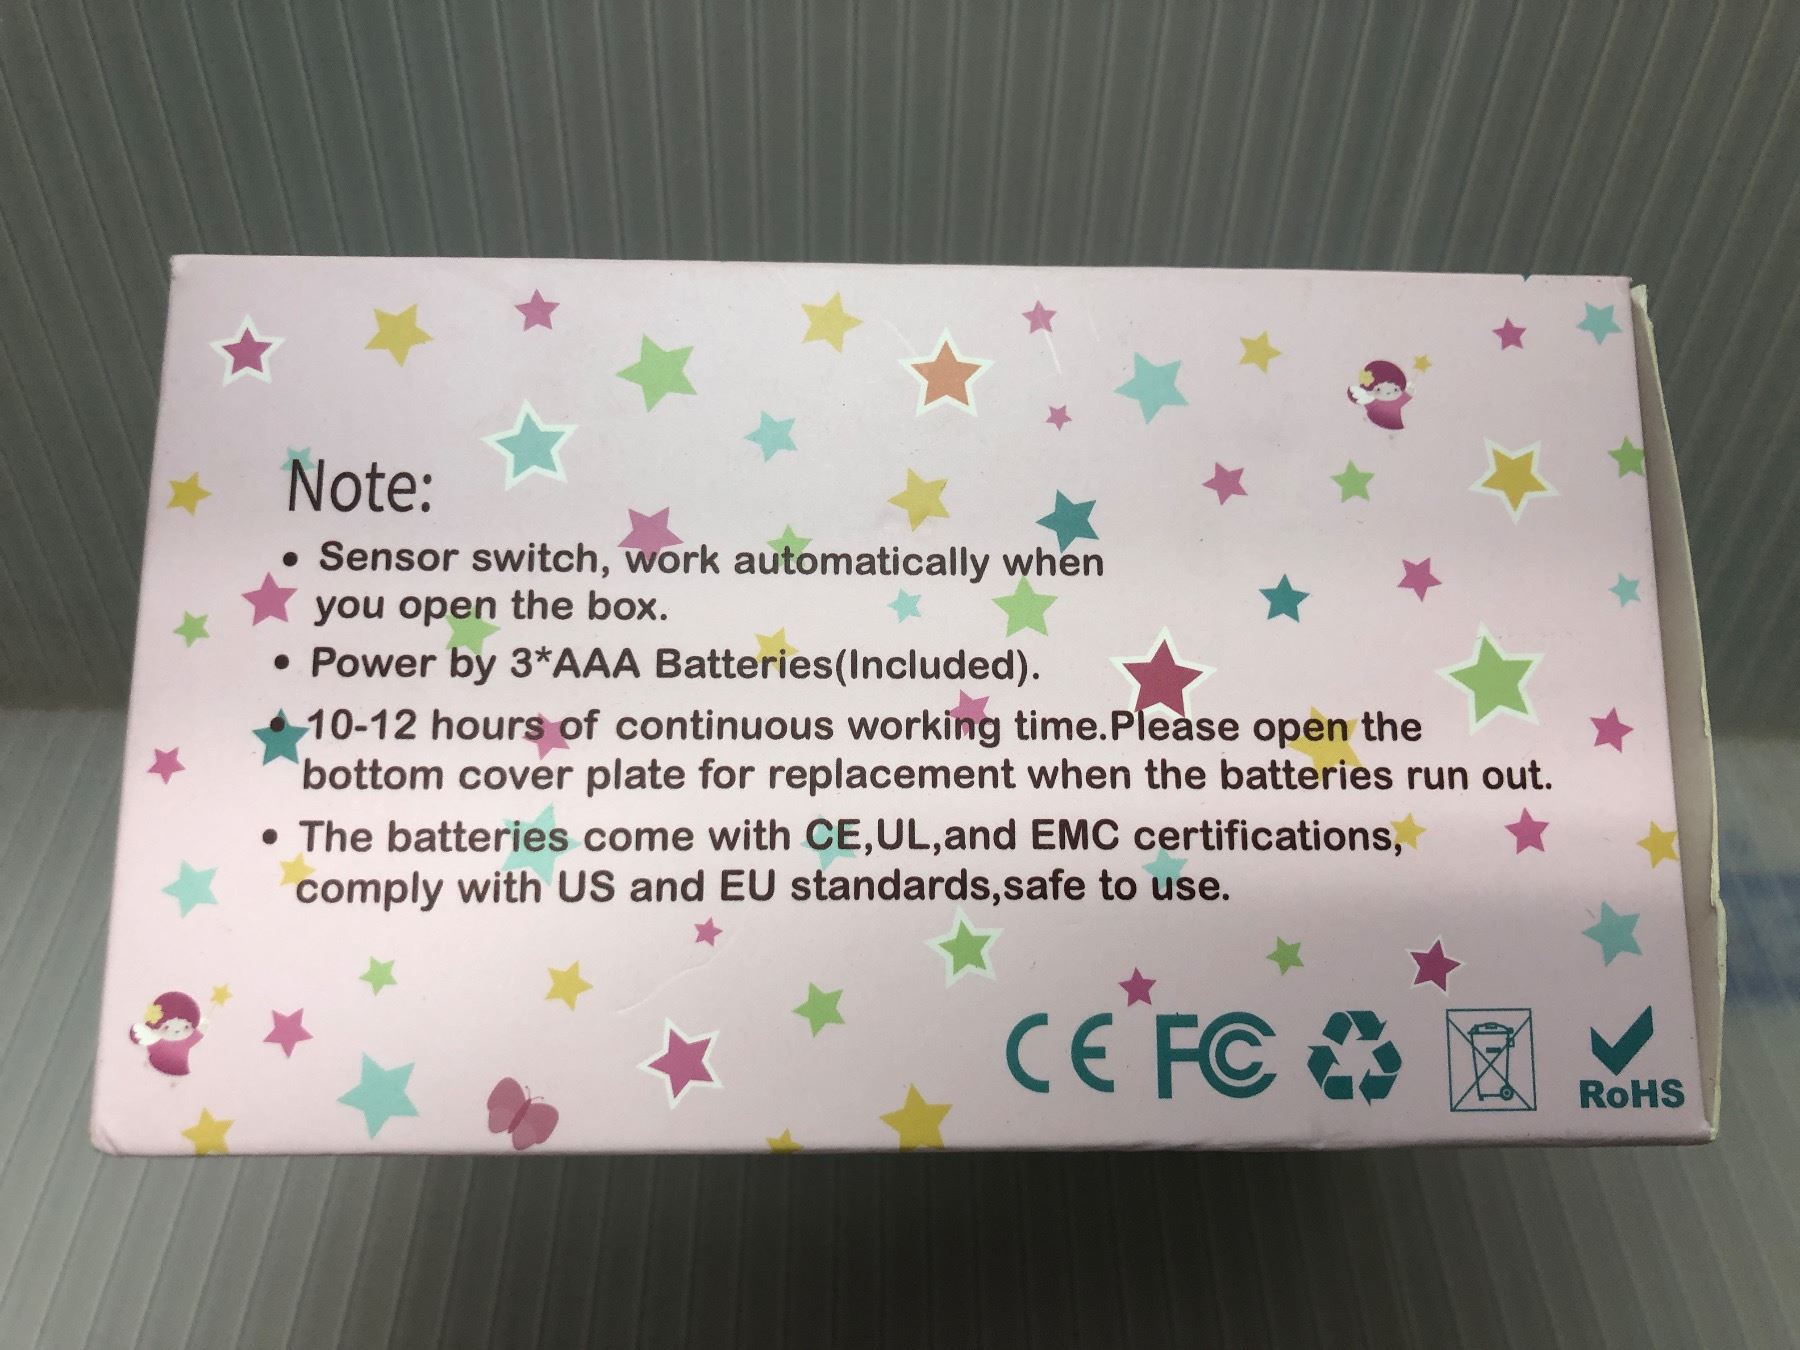 Note:
• Sensor switch, work automatically when
you open the box.
• Power by 3*AAA Batteries(Included).
• 10-12 hours of continuous working time.Please open the
bottom cover plate for replacement when the batteries run out.
• The batteries come with CE,UL,and EMC certifications,
comply with US and EU standards,safe to use.
CE FC
RoHS